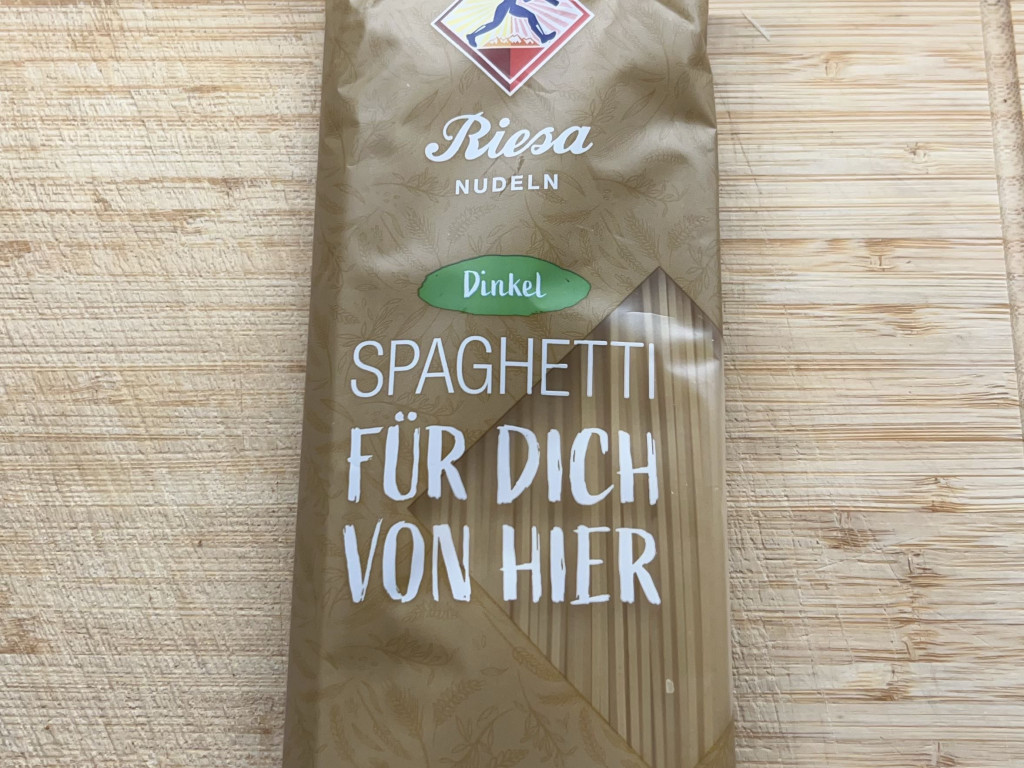 Riesa
NUDELN
Dinkel
SPAGHETTI
FÜR DICH
VON HIER